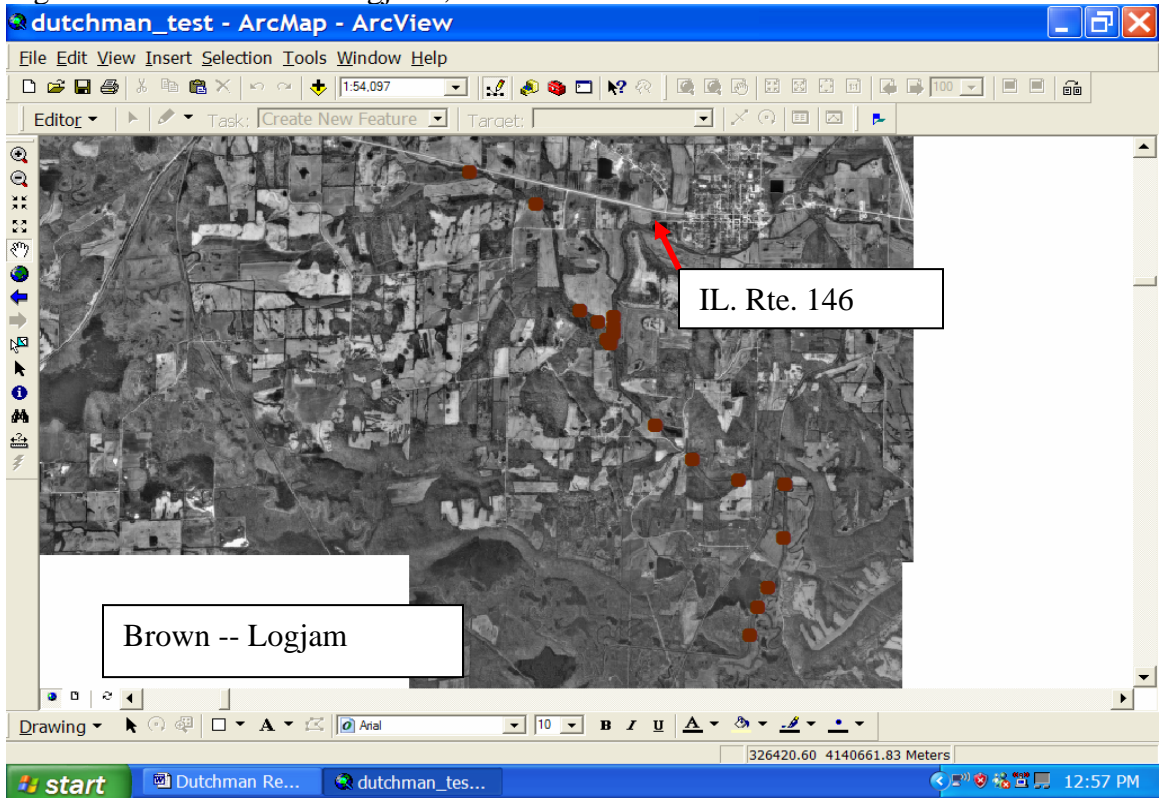 dutchman_test - ArcMap - ArcView
File Edit View Insert Selection Tools Window Help
1:54,097
100
Editor Task: Create New Feature Target:
IL. Rte. 146
Brown -- Logjam
Drawing A Arial 10 B I U A
326420.60 4140661.83 Meters
start Dutchman Re... dutchman_tes... 12:57 PM